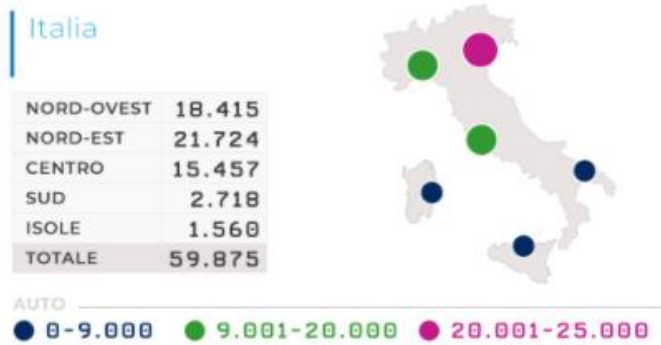 Italia
NORD-OVEST 18.415
NORD-EST 21.724
CENTRO 15.457
SUD 2.718
ISOLE 1.560
TOTALE 59.875
AUTO
0-9.000 9.001-20.000 20.001-25.000